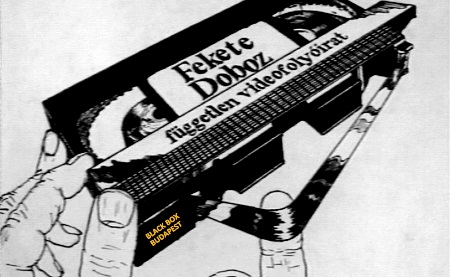 Fekete
Doboz
független videofolyóirat
BLACK BOX
BUDAPEST